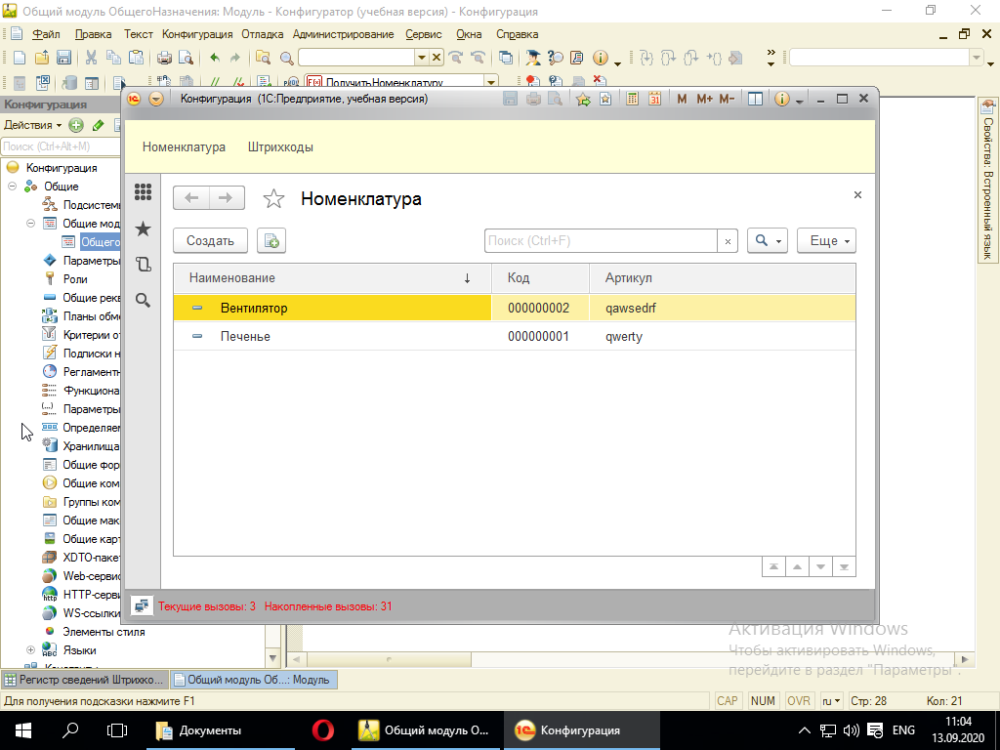 Общий модуль ОбщегоНазначения: Модуль - Конфигуратор (учебная версия) - Конфигурация
Файл Правка Текст Конфигурация Отладка Администрирование Сервис Окна Справка
ПолучитьНоменклатуру
Конфигурация
Действия
Поиск (Ctrl+Alt+M)
Конфигурация
Общие
Подсистемы
Общие мод
Общего
Параметры
Роли
Общие рекв
Планы обме
Критерии от
Подписки н
Регламентн
Функциона
Параметры
Определяем
Хранилища
Общие фор
Общие ком
Группы ком
Общие мак
Общие карт
XDTO-паке
Web-сервис
HTTP-серви
WS-ссылки
Элементы стиля
Языки
Конфигурация (1С:Предприятие, учебная версия)
M M+ M-
Номенклатура Штрихкоды
Номенклатура
Создать
Поиск (Ctrl+F)
Еще
Наименование Код Артикул
Вентилятор 000000002 qawsedrf
Печенье 000000001 qwerty
Текущие вызовы: 3 Накопленные вызовы: 31
Свойства: Встроенный язык
Активация Windows
Чтобы активировать Windows,
перейдите в раздел "Параметры".
Регистр сведений Штрихко... Общий модуль Об...: Модуль
Для получения подсказки нажмите F1
CAP NUM OVR ru Стр: 28 Кол: 21
Документы
Общий модуль О...
Конфигурация
ENG
11:04
13.09.2020